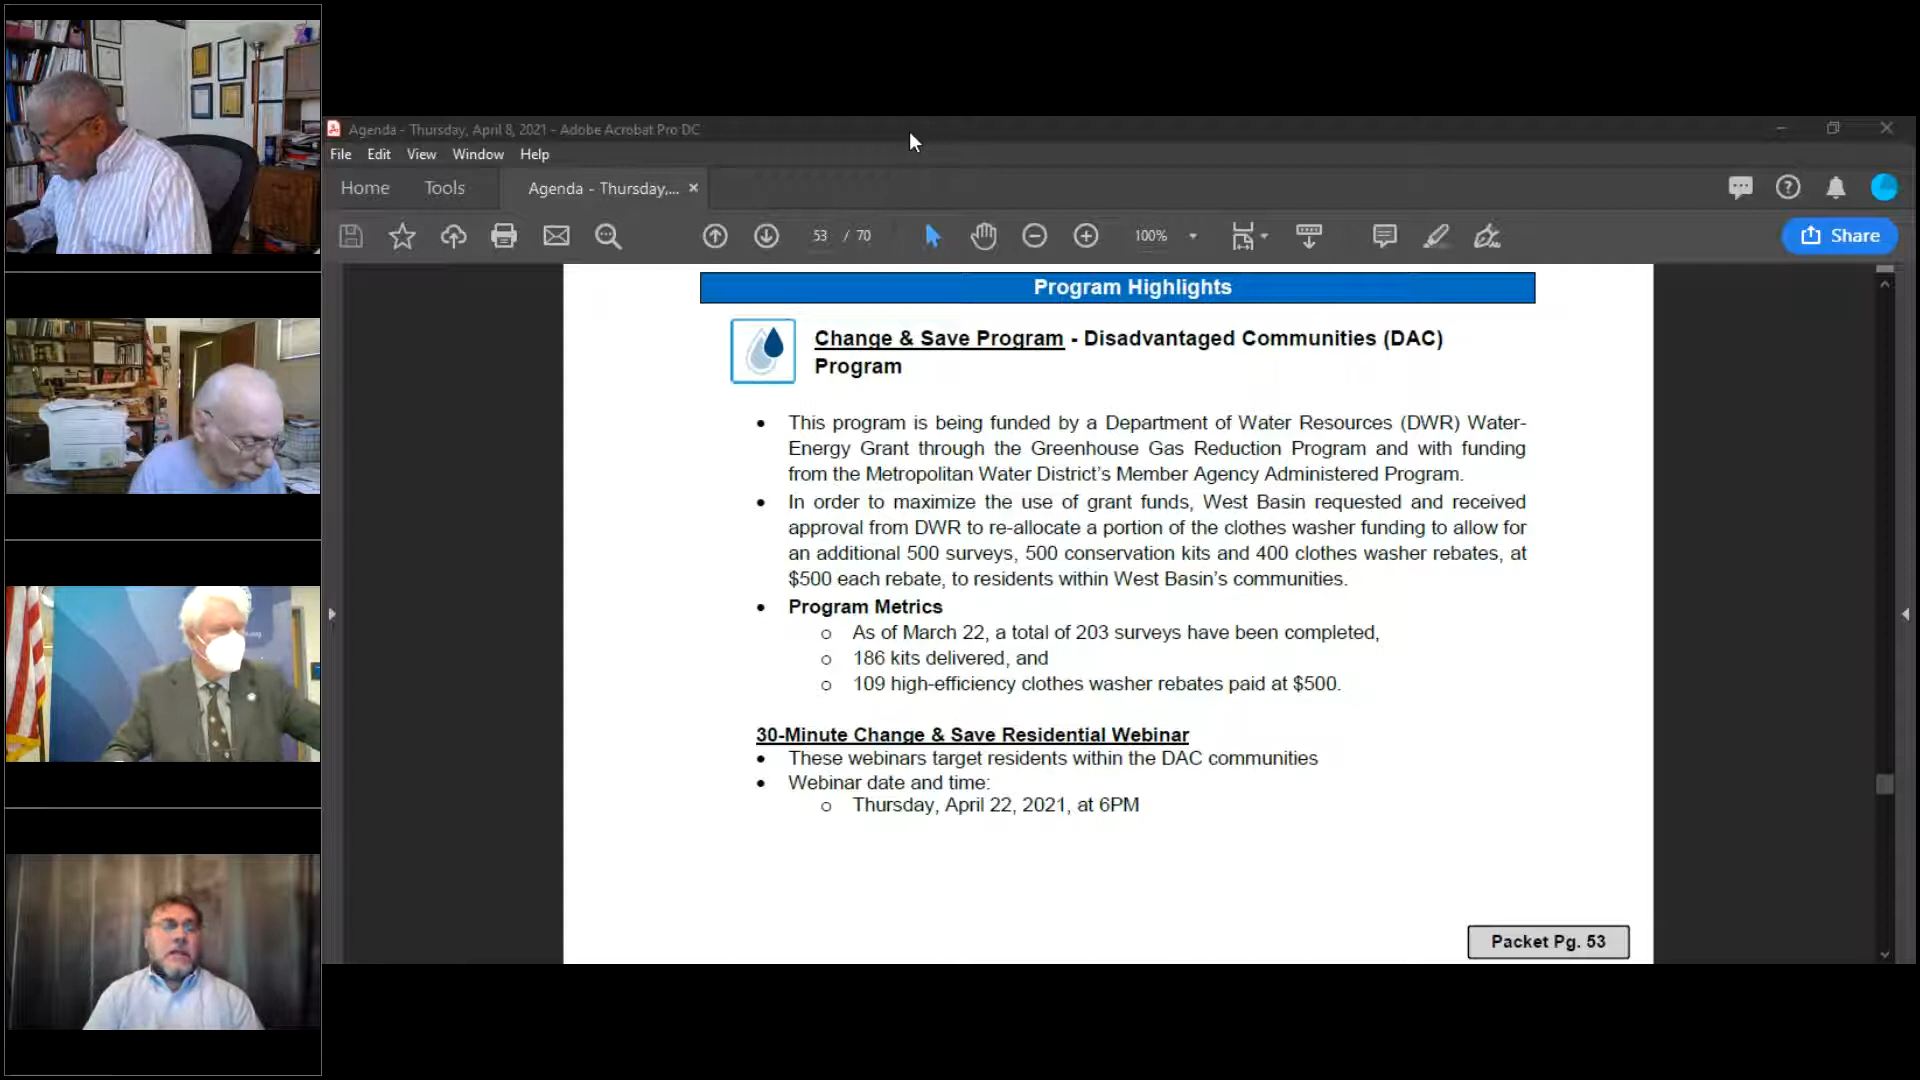 Agenda - Thursday, April 8, 2021 - Adobe Acrobat Pro DC
File Edit View Window Help
Home Tools Agenda - Thursday,... ×
53 / 70 100% Share
Program Highlights
Change & Save Program - Disadvantaged Communities (DAC)
Program
• This program is being funded by a Department of Water Resources (DWR) Water-
Energy Grant through the Greenhouse Gas Reduction Program and with funding
from the Metropolitan Water District's Member Agency Administered Program.
• In order to maximize the use of grant funds, West Basin requested and received
approval from DWR to re-allocate a portion of the clothes washer funding to allow for
an additional 500 surveys, 500 conservation kits and 400 clothes washer rebates, at
$500 each rebate, to residents within West Basin's communities.
• Program Metrics
o As of March 22, a total of 203 surveys have been completed,
o 186 kits delivered, and
o 109 high-efficiency clothes washer rebates paid at $500.
30-Minute Change & Save Residential Webinar
• These webinars target residents within the DAC communities
• Webinar date and time:
o Thursday, April 22, 2021, at 6PM
Packet Pg. 53